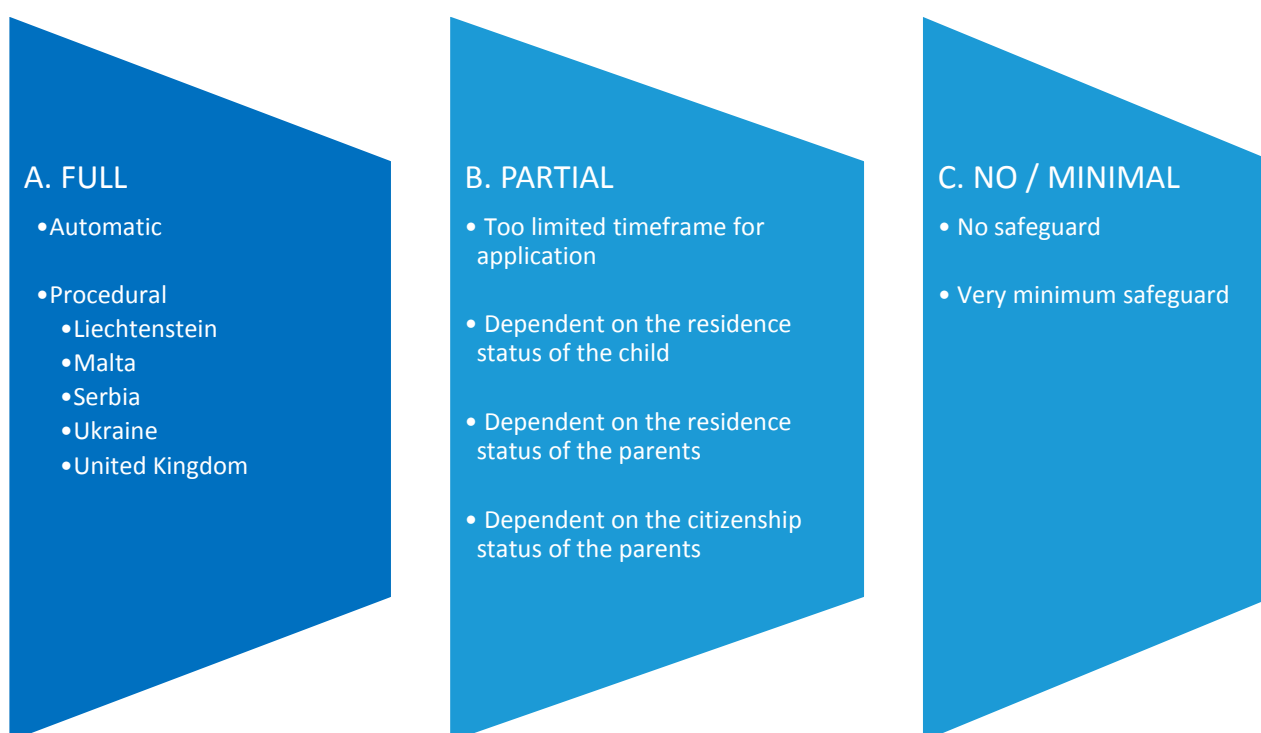 A. FULL
•Automatic
•Procedural
•Liechtenstein
•Malta
•Serbia
•Ukraine
•United Kingdom
B. PARTIAL
• Too limited timeframe for
application
• Dependent on the residence
status of the child
• Dependent on the residence
status of the parents
• Dependent on the citizenship
status of the parents
C. NO / MINIMAL
• No safeguard
• Very minimum safeguard